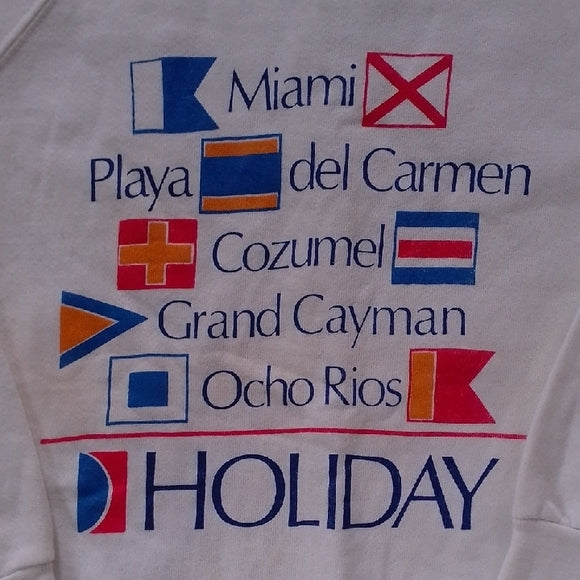 Miami
Playa del Carmen
Cozumel
Grand Cayman
Ocho Rios
HOLIDAY